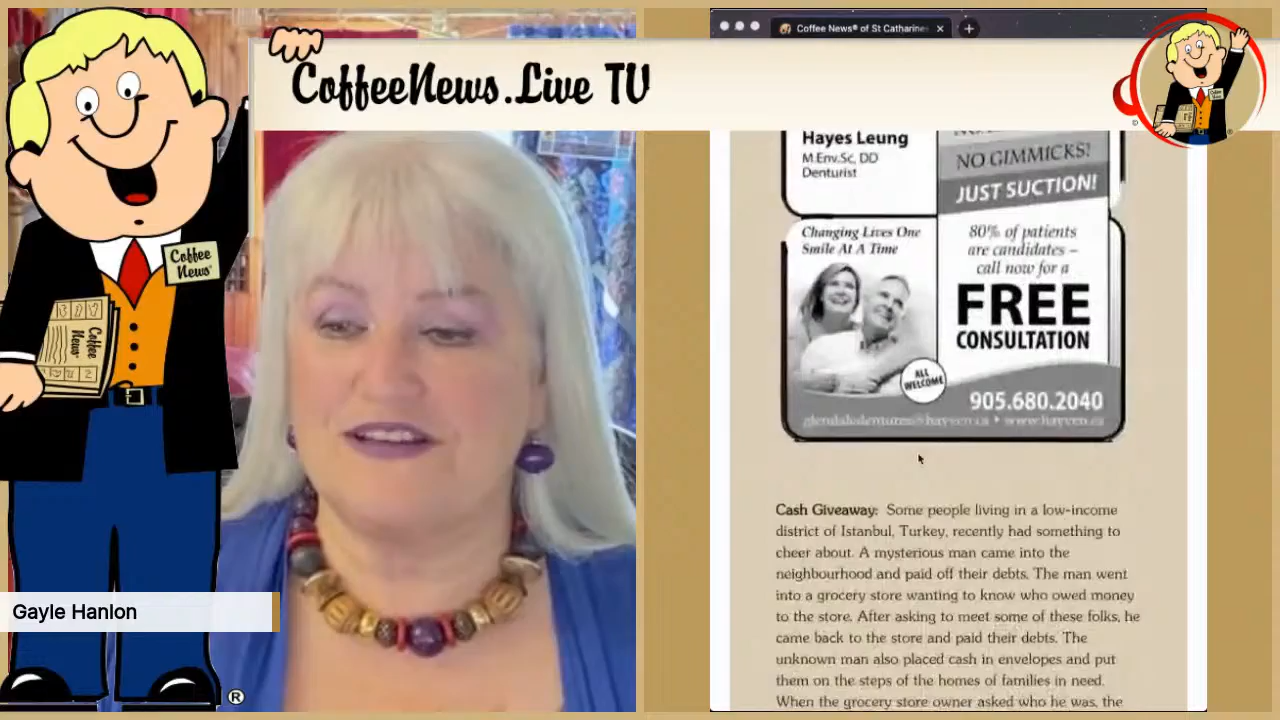 CoffeeNews.Live TV
Coffee
News®
Coffee
News
Gayle Hanlon
®
Coffee News® of St Catharines
Hayes Leung
M.Env.Sc, DD
Denturist
NO GIMMICKS!
JUST SUCTION!
Changing Lives One
Smile At A Time
80% of patients
are candidates –
call now for a
FREE
CONSULTATION
ALL
WELCOME
905.680.2040
www.hayven.ca
Cash Giveaway: Some people living in a low-income
district of Istanbul, Turkey, recently had something to
cheer about. A mysterious man came into the
neighbourhood and paid off their debts. The man went
into a grocery store wanting to know who owed money
to the store. After asking to meet some of these folks, he
came back to the store and paid their debts. The
unknown man also placed cash in envelopes and put
them on the steps of the homes of families in need.
When the grocery store owner asked who he was, the